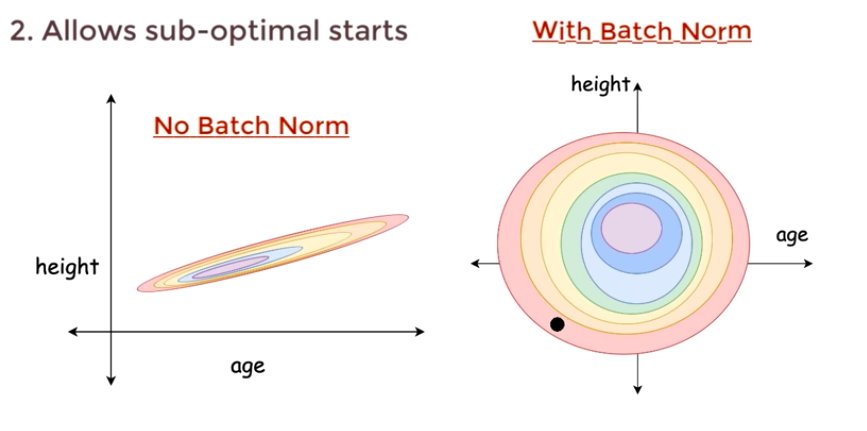 2. Allows sub-optimal starts
With Batch Norm
height
No Batch Norm
age
height
age